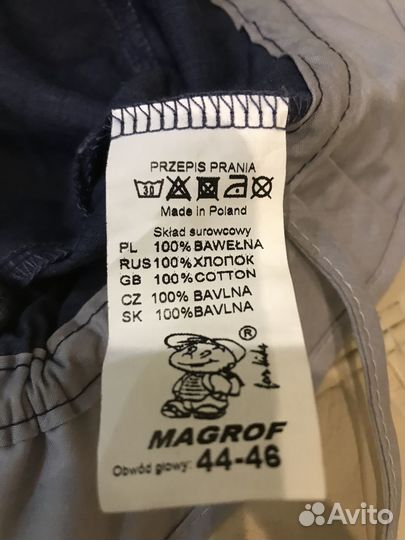 PRZEPIS PRANIA
30
Made in Poland
Skład surowcowy
PL 100% BAWEŁNA
RUS 100% ХЛОПОК
GB 100% COTTON
CZ 100% BAVLNA
SK 100% BAVLNA
®
for kids
MAGROF
Obwód głowy: 44-46
Avito